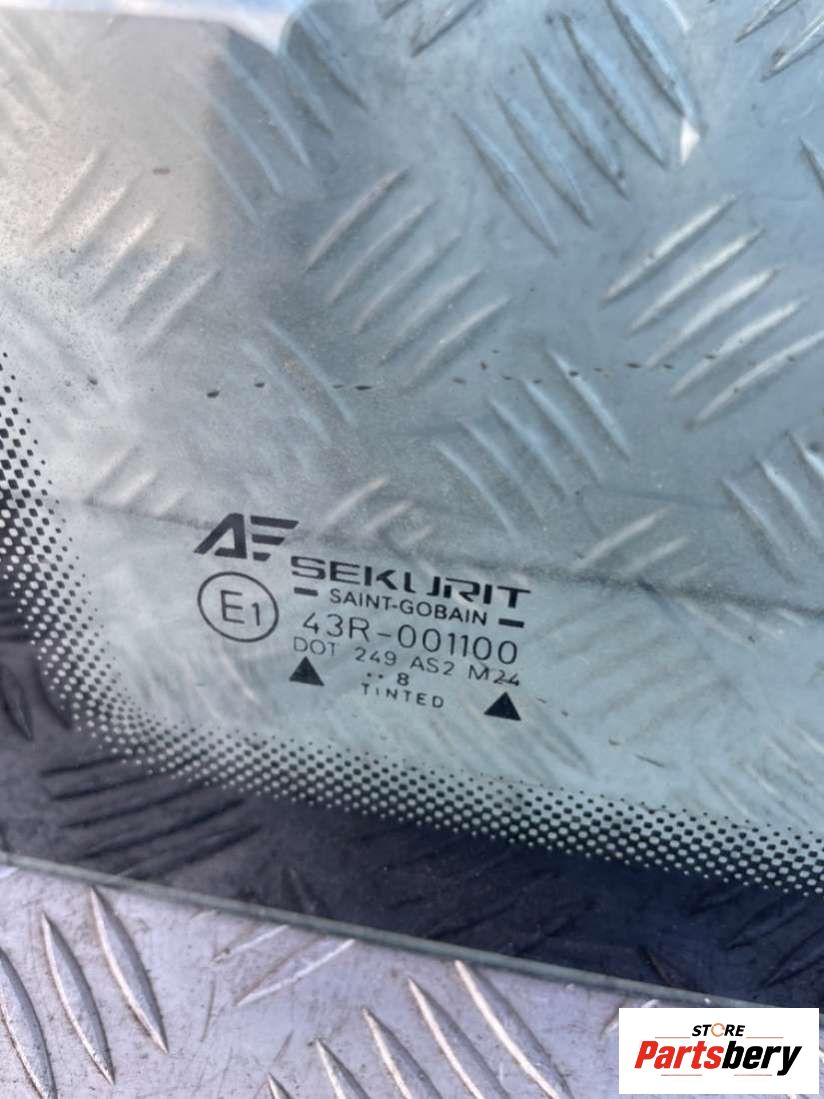 SEKURIT
SAINT-GOBAIN
E1
43R-001100
DOT 249 AS2 M24
.. 8
TINTED
STORE
Partsbery